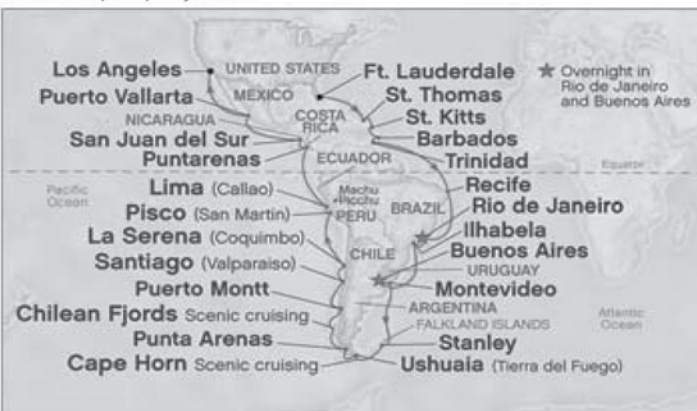 Los Angeles
UNITED STATES
Ft. Lauderdale
Overnight in
Rio de Janeiro
and Buenos Aires
Puerto Vallarta
MEXICO
St. Thomas
NICARAGUA
COSTA
RICA
St. Kitts
San Juan del Sur
Barbados
Puntarenas
ECUADOR
Trinidad
Equator
Pacific
Ocean
Lima (Callao)
Machu
Picchu
Recife
Pisco (San Martin)
PERU
BRAZIL
Rio de Janeiro
La Serena (Coquimbo)
Ilhabela
CHILE
Buenos Aires
Santiago (Valparaiso)
URUGUAY
Puerto Montt
Montevideo
ARGENTINA
Chilean Fjords Scenic cruising
FALKLAND ISLANDS
Atlantic
Ocean
Punta Arenas
Stanley
Cape Horn Scenic cruising
Ushuaia (Tierra del Fuego)